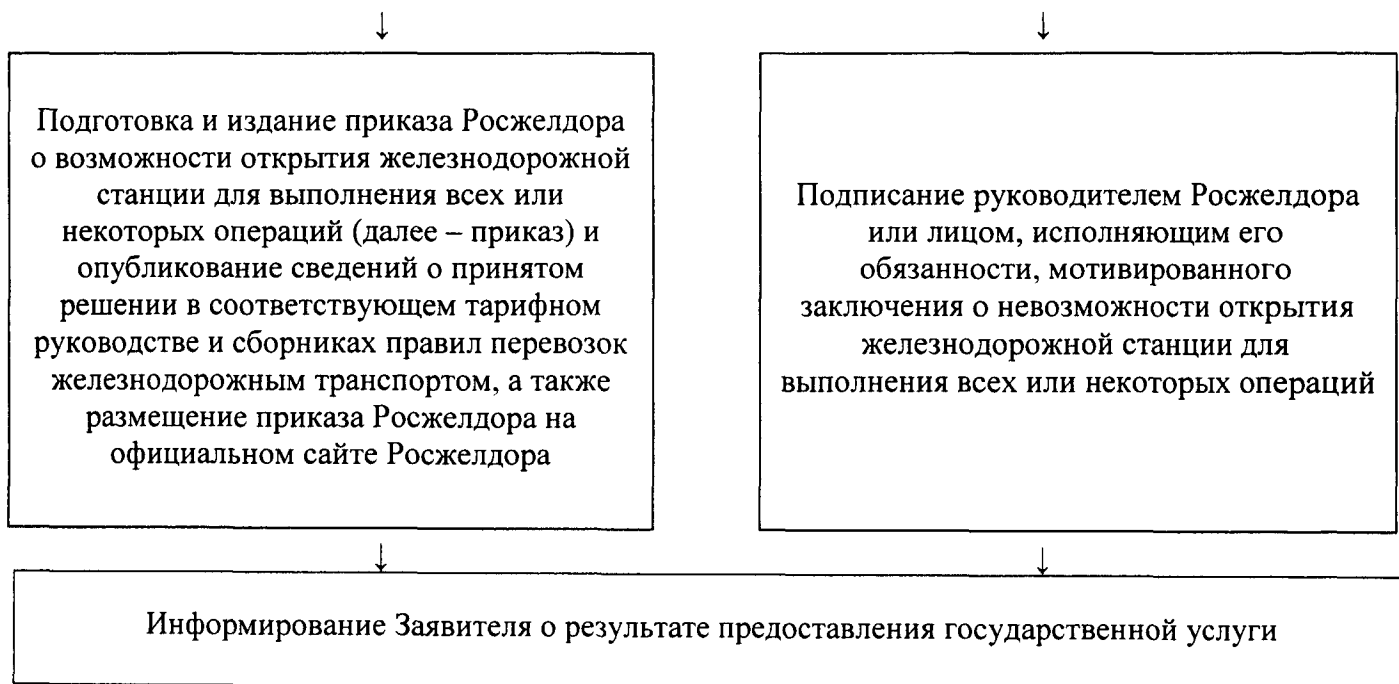 Подготовка и издание приказа Росжелдора
о возможности открытия железнодорожной
станции для выполнения всех или
некоторых операций (далее – приказ) и
опубликование сведений о принятом
решении в соответствующем тарифном
руководстве и сборниках правил перевозок
железнодорожным транспортом, а также
размещение приказа Росжелдора на
официальном сайте Росжелдора
Подписание руководителем Росжелдора
или лицом, исполняющим его
обязанности, мотивированного
заключения о невозможности открытия
железнодорожной станции для
выполнения всех или некоторых операций
Информирование Заявителя о результате предоставления государственной услуги